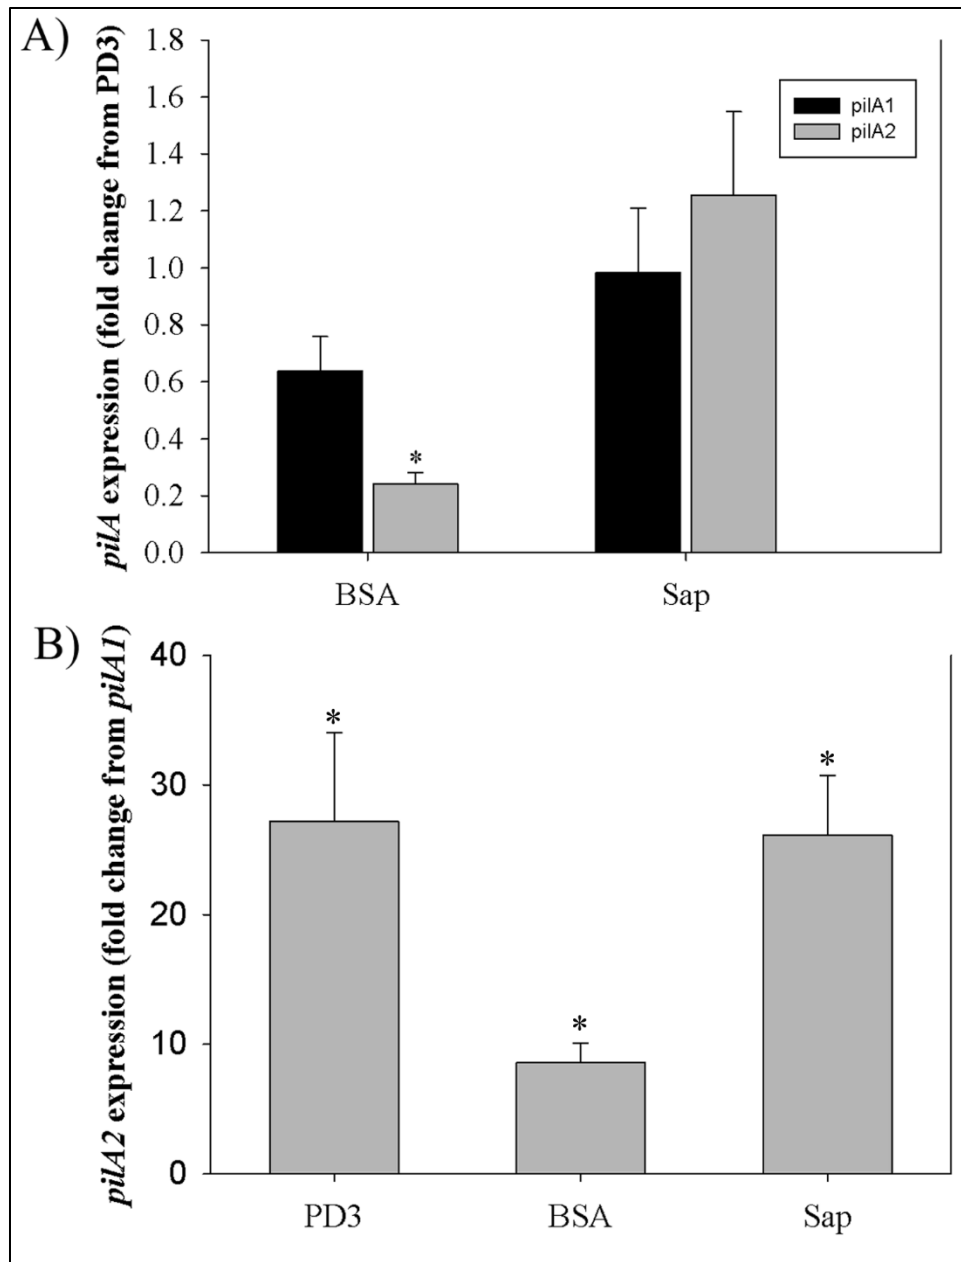 A)
pilA expression (fold change from PD3)
1.8
1.6
1.4
1.2
1.0
0.8
0.6
0.4
0.2
0.0
pilA1
pilA2
*
BSA
Sap
B)
pilA2 expression (fold change from pilA1)
40
30
20
10
0
*
*
*
PD3
BSA
Sap